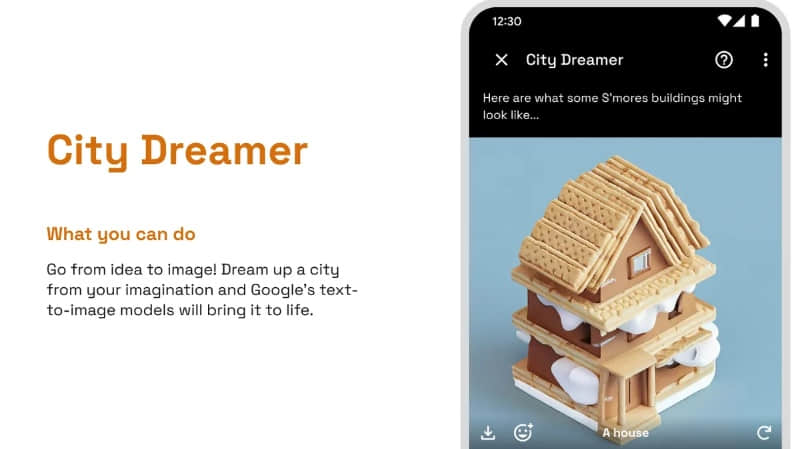 City Dreamer
What you can do
Go from idea to image! Dream up a city
from your imagination and Google's text-
to-image models will bring it to life.
12:30
City Dreamer
Here are what some S'mores buildings might
look like...
A house